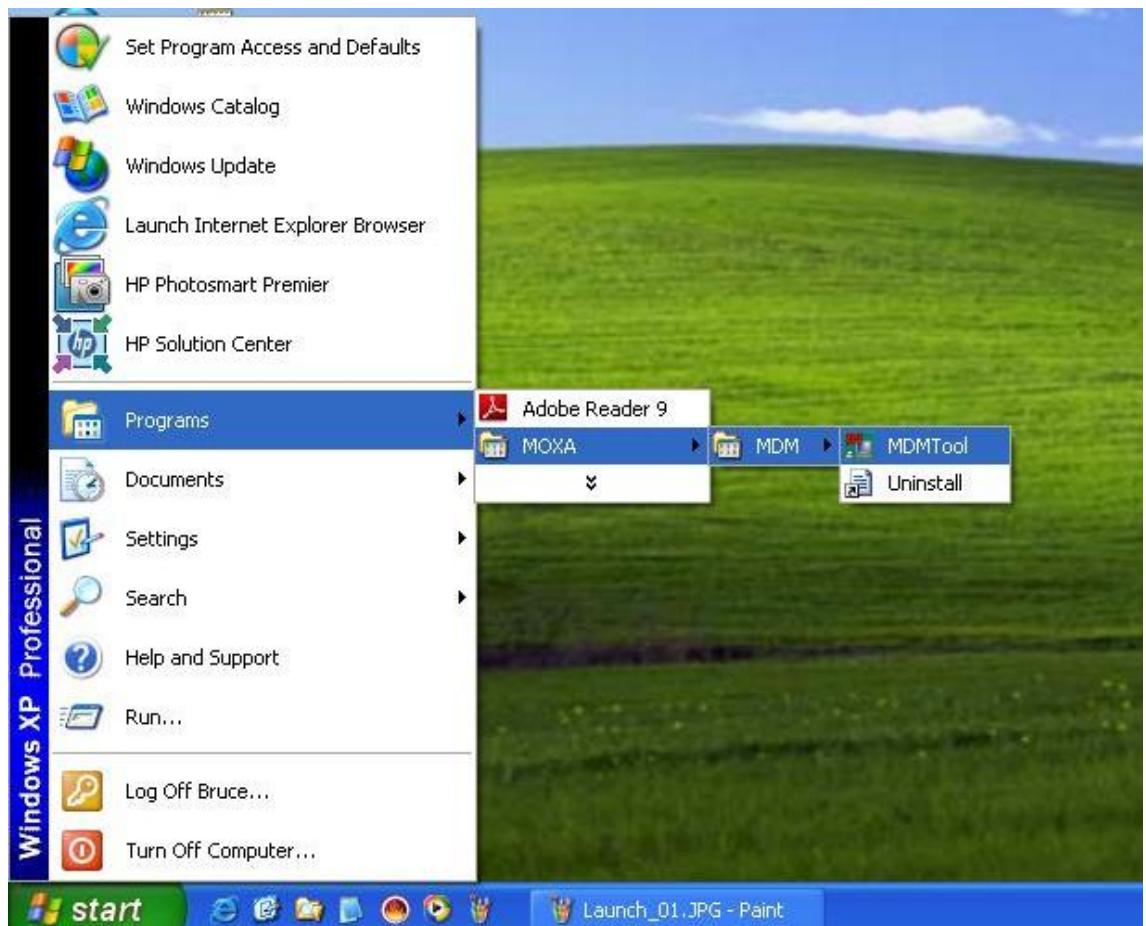 Set Program Access and Defaults
Windows Catalog
Windows Update
Launch Internet Explorer Browser
HP Photosmart Premier
hp
HP Solution Center
Programs
Adobe Reader 9
MOXA
MDM
MDMTool
Uninstall
Documents
Settings
Search
Help and Support
Run...
Log Off Bruce...
Turn Off Computer...
Windows XP Professional
start
Launch_01.JPG - Paint